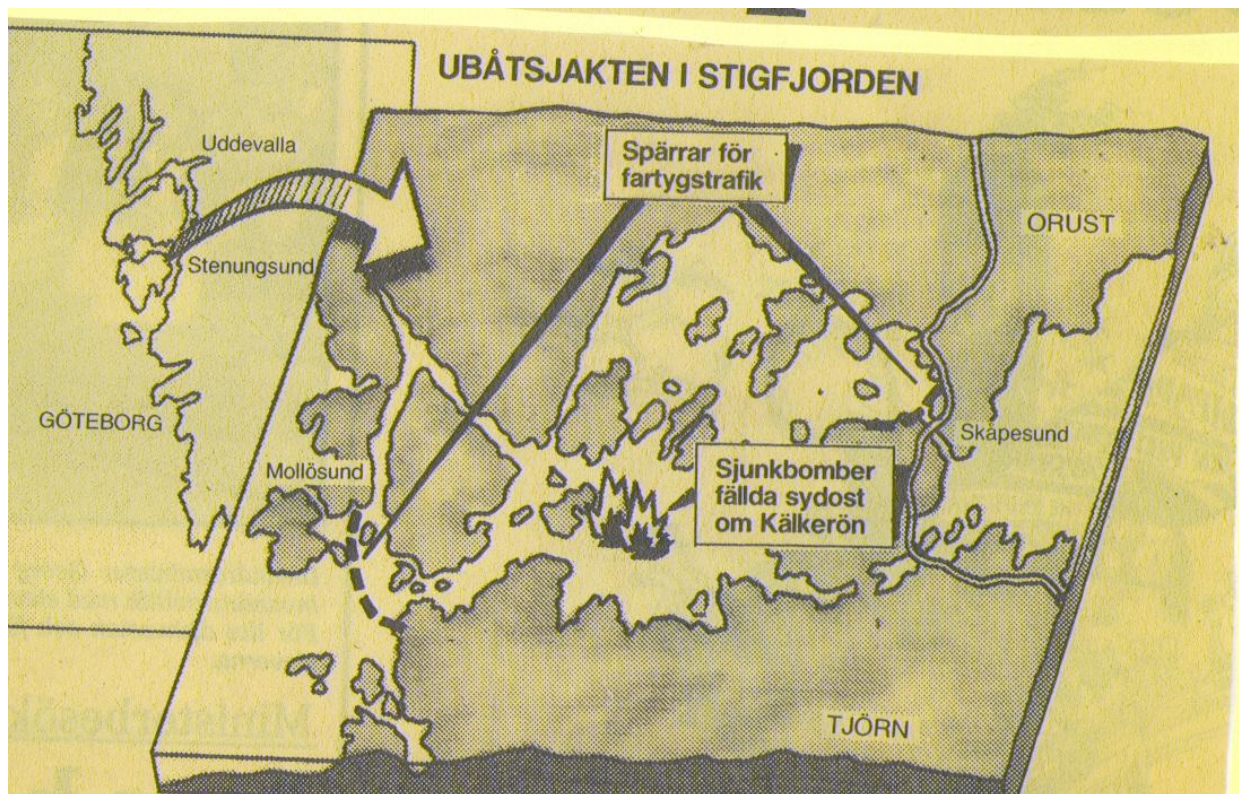 UBÅTSJAKTEN I STIGFJORDEN
Uddevalla
Spärrar för
fartygstrafik
ORUST
Stenungsund
GÖTEBORG
Skåpesund
Mollösund
Sjunkbomber
fällda sydost
om Kälkerön
TJÖRN